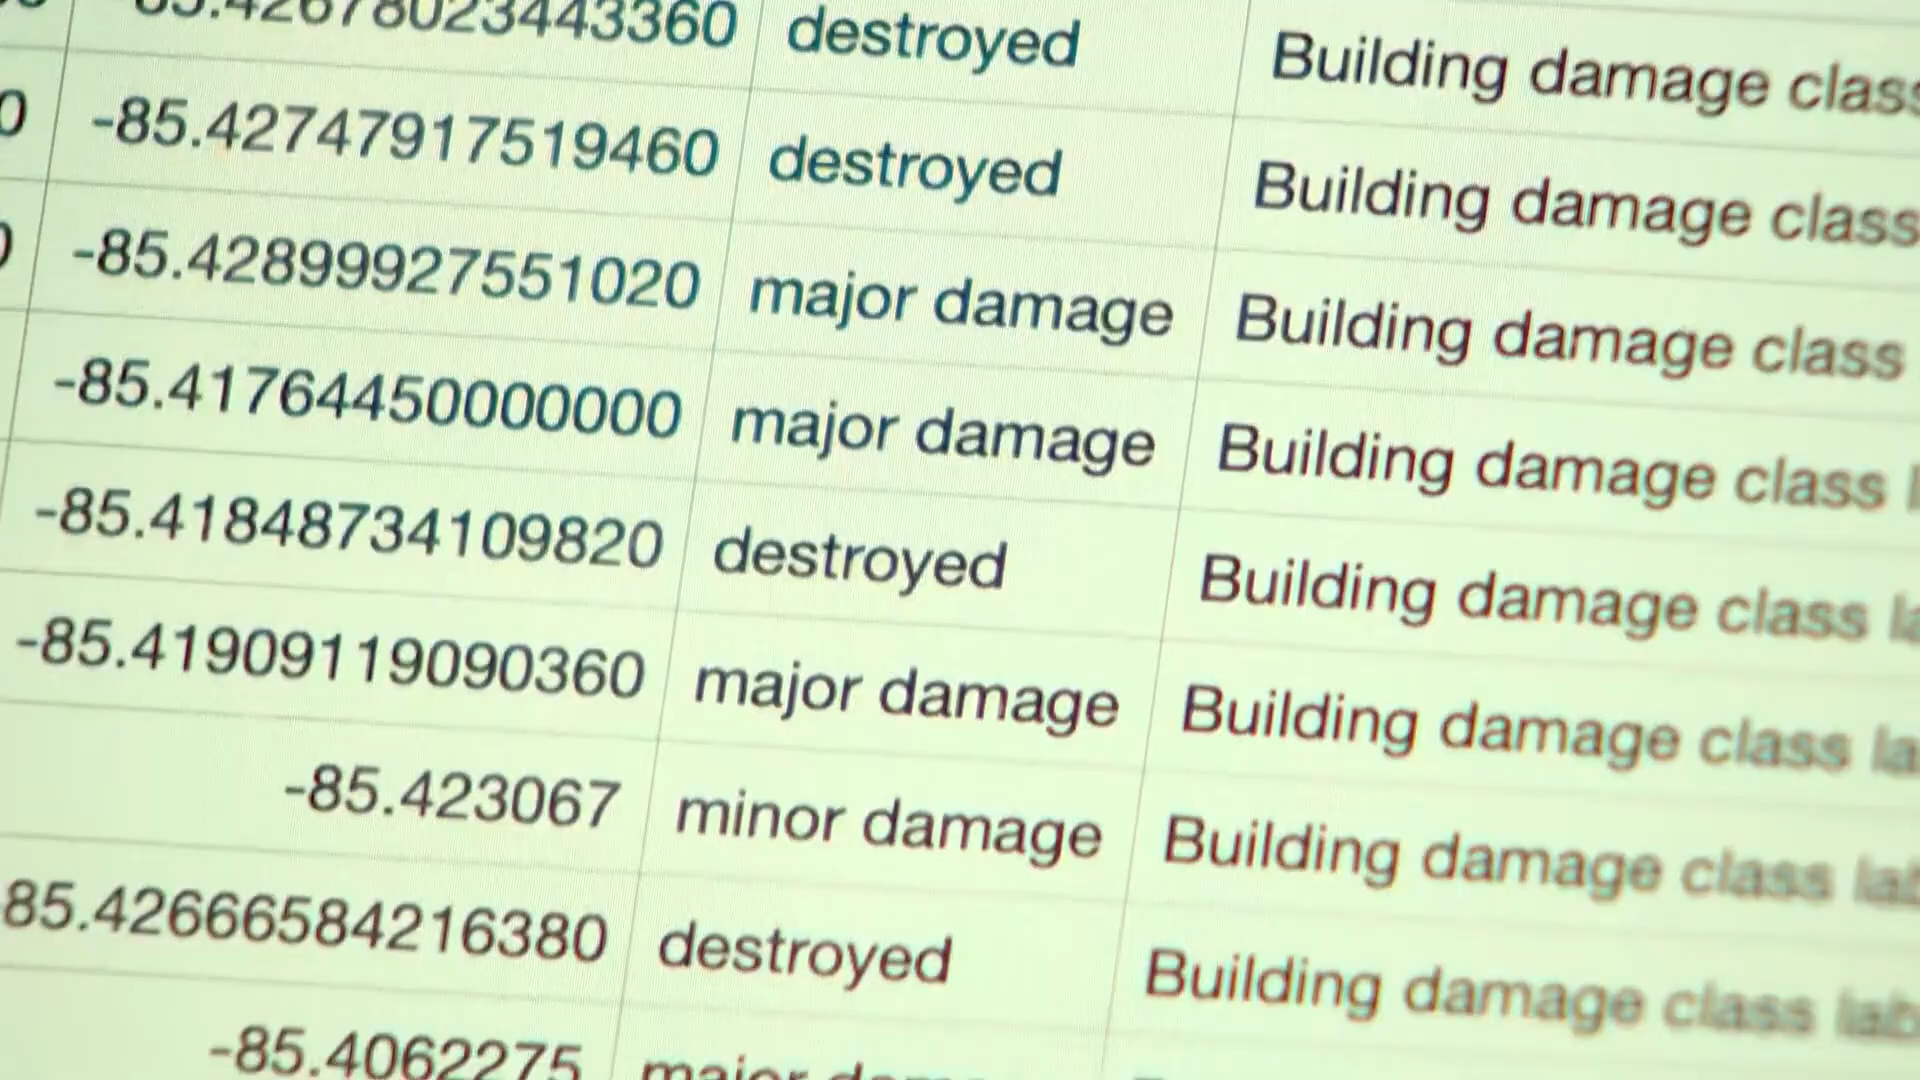 destroyed Building damage
0 -85.42747917519460 destroyed Building damage class
-85.42899927551020 major damage Building damage class
-85.41764450000000 major damage Building damage class
-85.41848734109820 destroyed Building damage class
-85.41909119090360 major damage Building damage class
-85.423067 minor damage Building damage class
85.42666584216380 destroyed Building damage class
-85.4062275 major